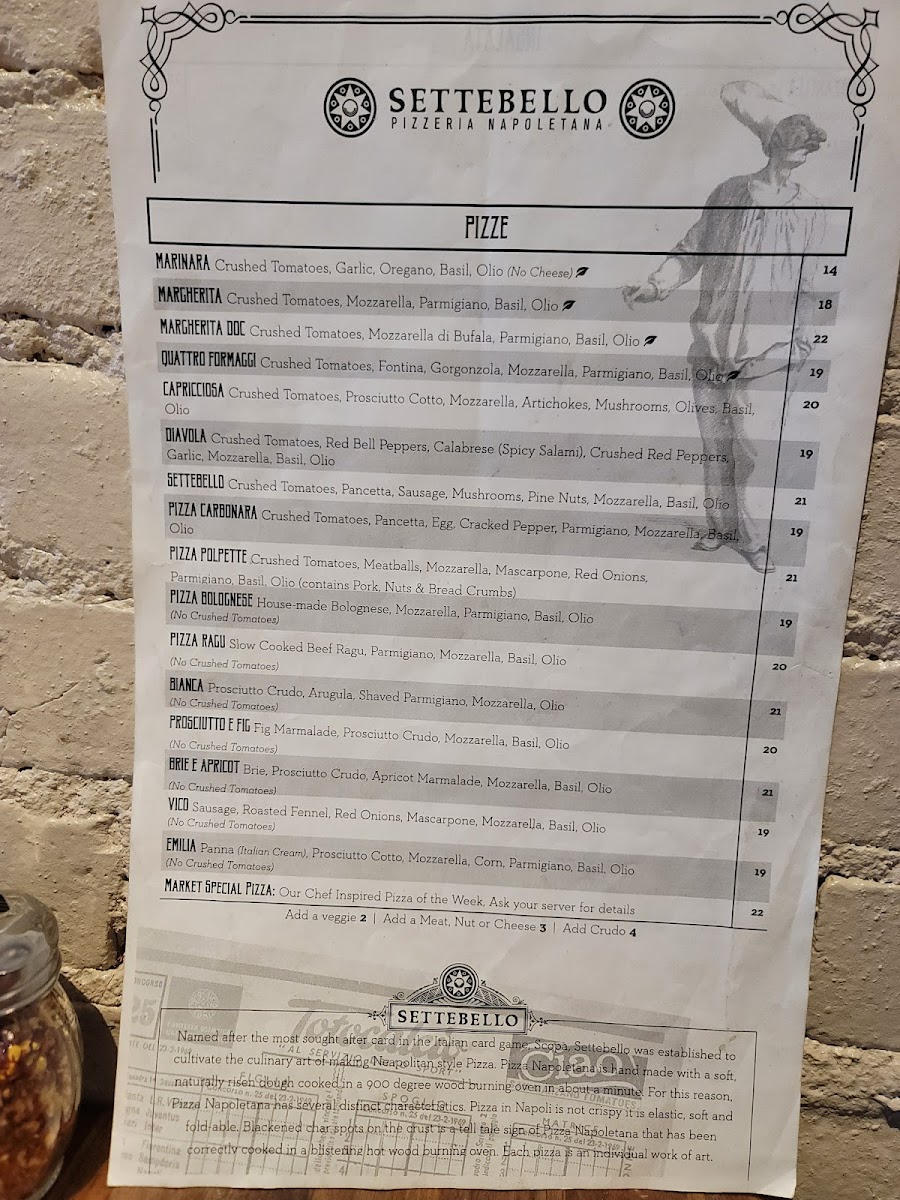 SETTEBELLO
PIZZERIA NAPOLETANA
PIZZE
MARINARA Crushed Tomatoes, Garlic, Oregano, Basil, Olio (No Cheese) 14
MARGHERITA Crushed Tomatoes, Mozzarella, Parmigiano, Basil, Olio 18
MARGHERITA DOC Crushed Tomatoes, Mozzarella di Bufala, Parmigiano, Basil, Olio 22
QUATTRO FORMAGGI Crushed Tomatoes, Fontina, Gorgonzola, Mozzarella, Parmigiano, Basil, Olio 19
CAPRICCIOSA Crushed Tomatoes, Prosciutto Cotto, Mozzarella, Artichokes, Mushrooms, Olives, Basil, 20
Olio
DIAVOLA Crushed Tomatoes, Red Bell Peppers, Calabrese (Spicy Salami), Crushed Red Peppers, 19
Garlic, Mozzarella, Basil, Olio
SETTEBELLO Crushed Tomatoes, Pancetta, Sausage, Mushrooms, Pine Nuts, Mozzarella, Basil, Olio 21
PIZZA CARBONARA Crushed Tomatoes, Pancetta, Egg, Cracked Pepper, Parmigiano, Mozzarella, Basil, 19
Olio
PIZZA POLPETTE Crushed Tomatoes, Meatballs, Mozzarella, Mascarpone, Red Onions, 21
Parmigiano, Basil, Olio (contains Pork, Nuts & Bread Crumbs)
PIZZA BOLOGNESE House-made Bolognese, Mozzarella, Parmigiano, Basil, Olio 19
(No Crushed Tomatoes)
PIZZA RAGU Slow Cooked Beef Ragu, Parmigiano, Mozzarella, Basil, Olio 20
(No Crushed Tomatoes)
BIANCA Prosciutto Crudo, Arugula, Shaved Parmigiano, Mozzarella, Olio 21
(No Crushed Tomatoes)
PROSCIUTTO E FIG Fig Marmalade, Prosciutto Crudo, Mozzarella, Basil, Olio 20
(No Crushed Tomatoes)
BRIE E APRICOT Brie, Prosciutto Crudo, Apricot Marmalade, Mozzarella, Basil, Olio 21
(No Crushed Tomatoes)
VICO Sausage, Roasted Fennel, Red Onions, Mascarpone, Mozzarella, Basil, Olio 19
(No Crushed Tomatoes)
EMILIA Panna (Italian Cream), Prosciutto Cotto, Mozzarella, Corn, Parmigiano, Basil, Olio 19
(No Crushed Tomatoes)
MARKET SPECIAL PIZZA: Our Chef Inspired Pizza of the Week, Ask your server for details 22
Add a veggie 2 | Add a Meat, Nut or Cheese 3 | Add Crudo 4
SETTEBELLO
Named after the most sought after card in the Italian card game, Scopa, Settebello was established to
cultivate the culinary art of making Neapolitan style Pizza. Pizza Napoletana is hand made with a soft,
naturally risen dough cooked in a 900 degree wood burning oven in about a minute. For this reason,
Pizza Napoletana has several distinct characteristics. Pizza in Napoli is not crispy it is elastic, soft and
fold-able. Blackened char spots on the crust is a tell tale sign of Pizza Napoletana that has been
correctly cooked in a blistering hot wood burning oven. Each pizza is an individual work of art.
Totocalcio
Ciao